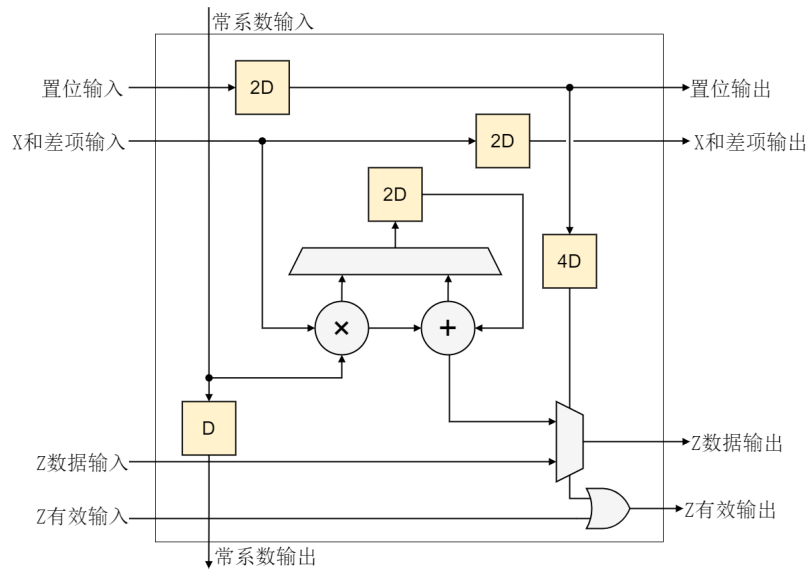 常系数输入
置位输入
2D
置位输出
X和差项输入
2D
X和差项输出
2D
4D
×
+
D
Z数据输入
Z数据输出
Z有效输入
Z有效输出
常系数输出